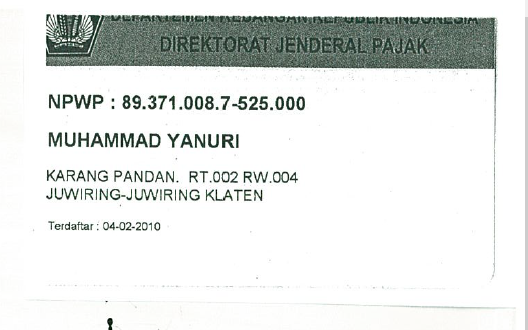 DEPARTEMEN KEUANGAN REPUBLIK INDONESIA
DIREKTORAT JENDERAL PAJAK
NPWP : 89.371.008.7-525.000
MUHAMMAD YANURI
KARANG PANDAN. RT.002 RW.004
JUWIRING-JUWIRING KLATEN
Terdaftar : 04-02-2010